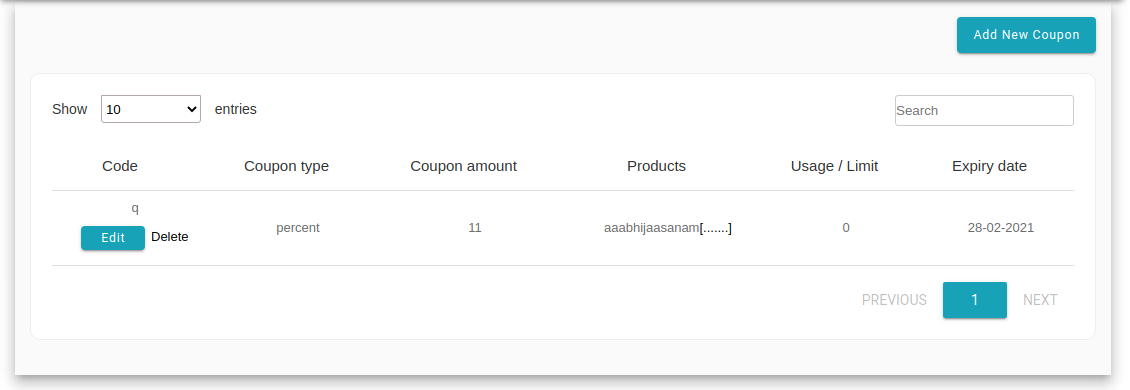 Add New Coupon
Show 10 entries
Search
Code Coupon type Coupon amount Products Usage / Limit Expiry date
q
percent 11 aaabhijaasanam[.......] 0 28-02-2021
Edit Delete
PREVIOUS 1 NEXT